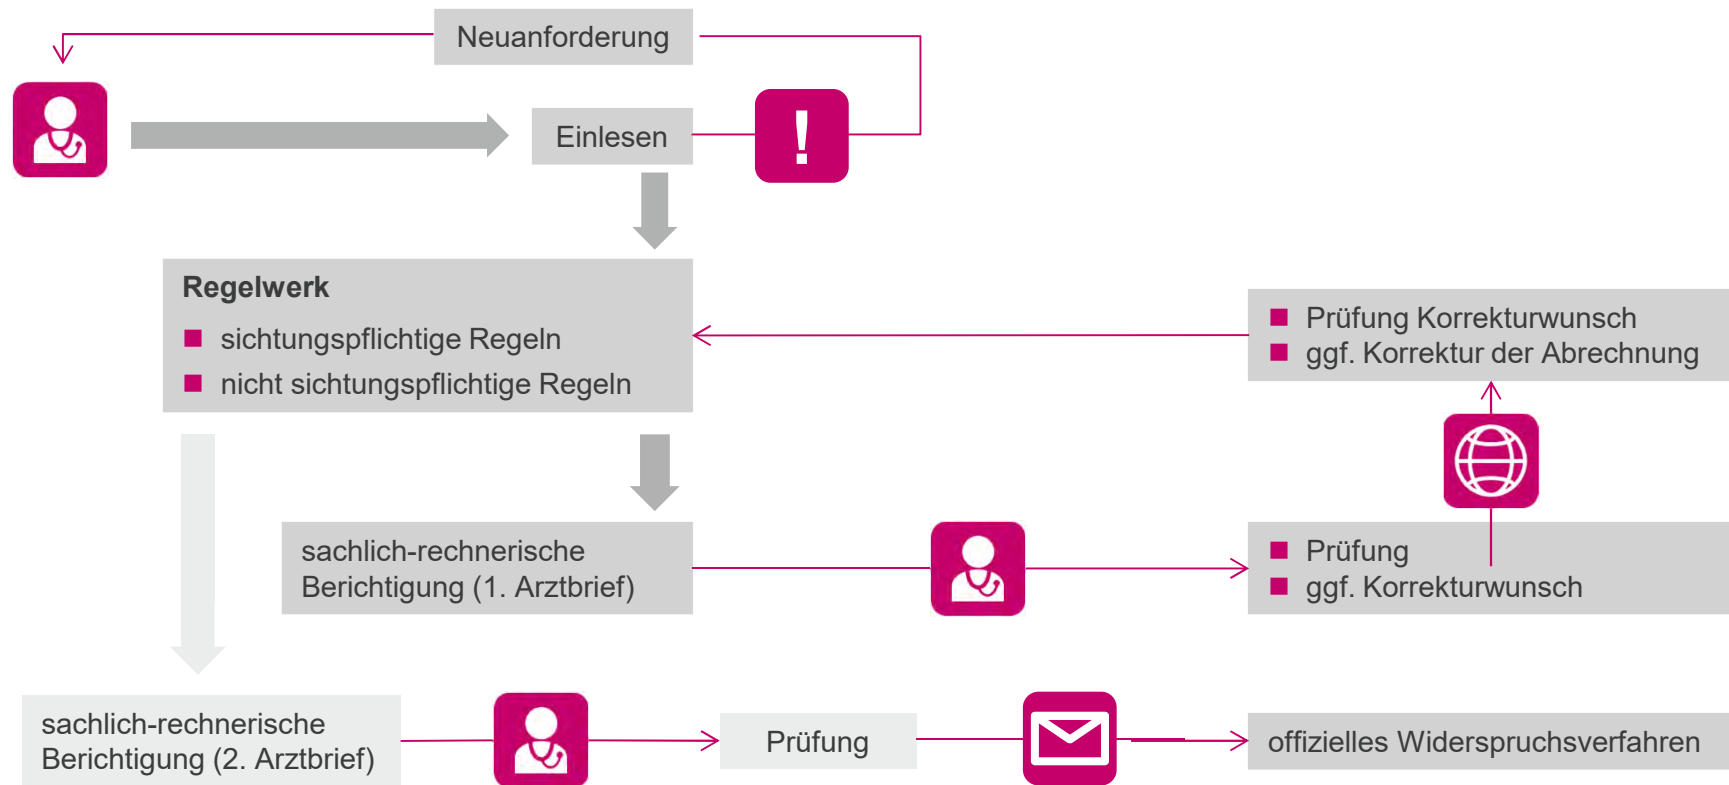 Neuanforderung
Einlesen
!
Regelwerk
sichtungspflichtige Regeln
nicht sichtungspflichtige Regeln
Prüfung Korrekturwunsch
ggf. Korrektur der Abrechnung
sachlich-rechnerische
Berichtigung (1. Arztbrief)
Prüfung
ggf. Korrekturwunsch
sachlich-rechnerische
Berichtigung (2. Arztbrief)
Prüfung
offizielles Widerspruchsverfahren